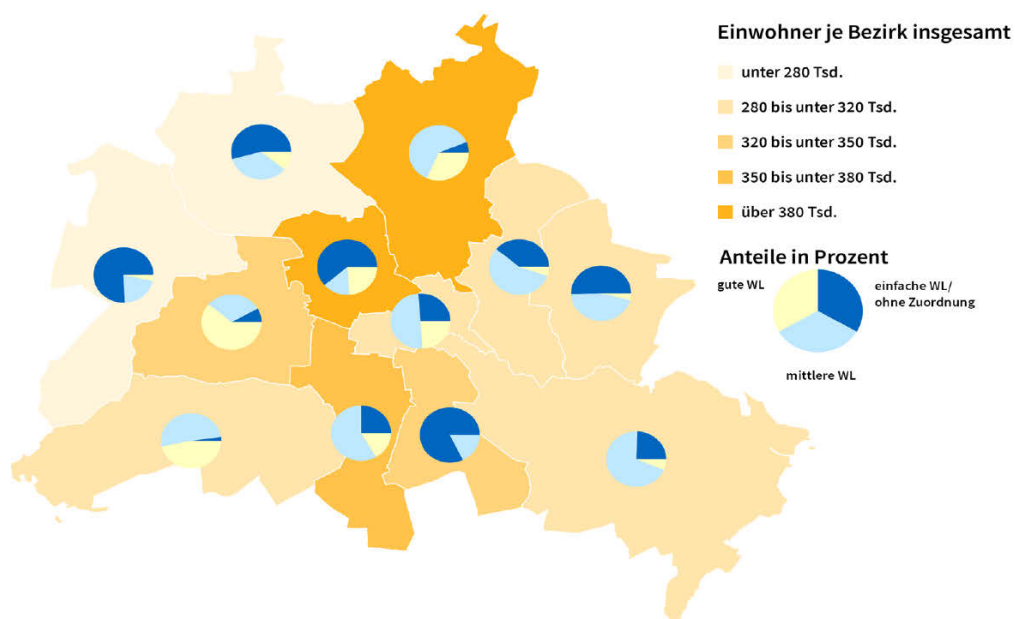 Einwohner je Bezirk insgesamt
unter 280 Tsd.
280 bis unter 320 Tsd.
320 bis unter 350 Tsd.
350 bis unter 380 Tsd.
über 380 Tsd.
Anteile in Prozent
gute WL
einfache WL/
ohne Zuordnung
mittlere WL